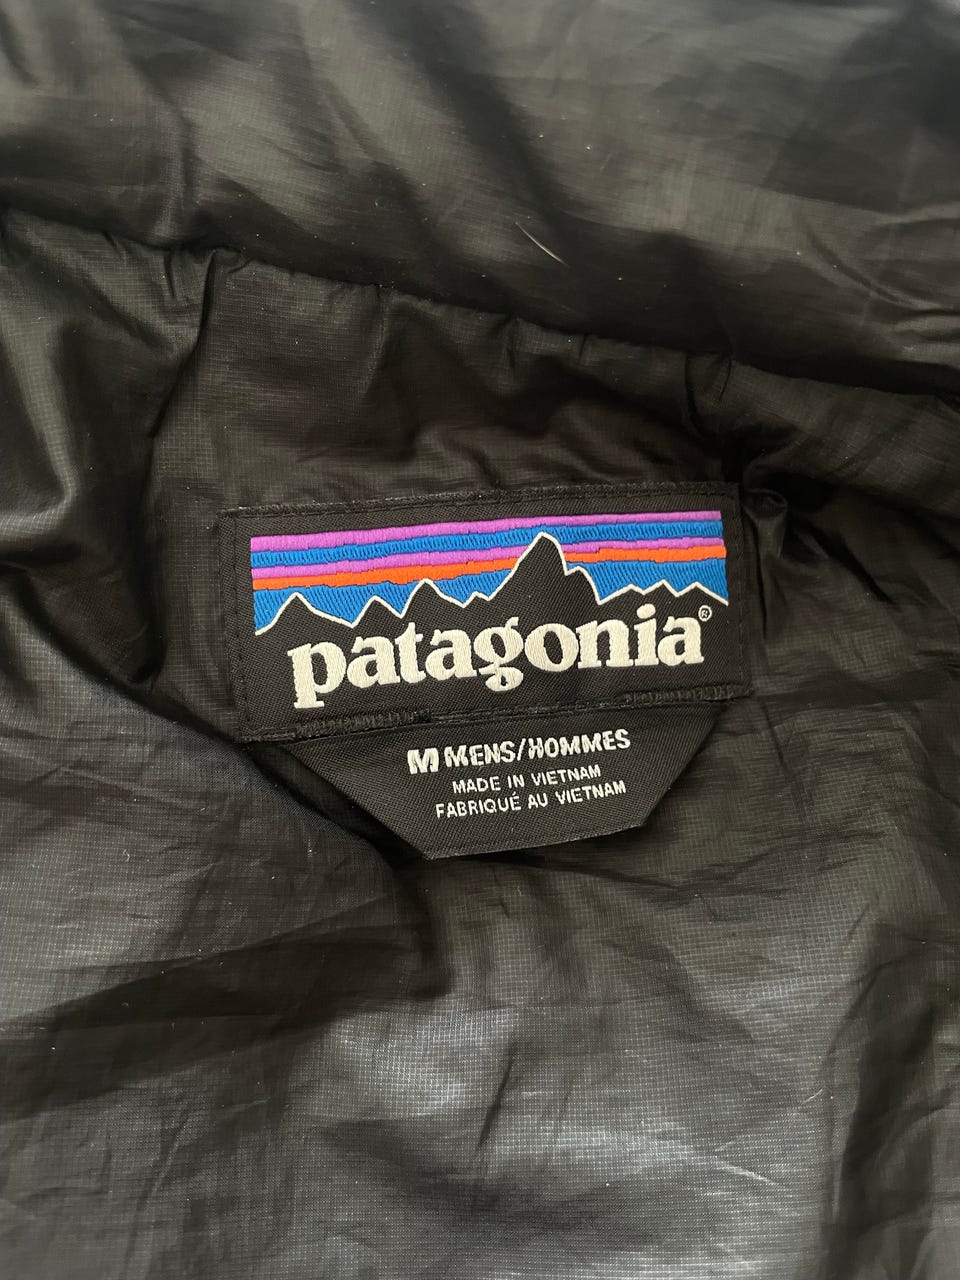 patagonia®
M MENS/HOMMES
MADE IN VIETNAM
FABRIQUÉ AU VIETNAM